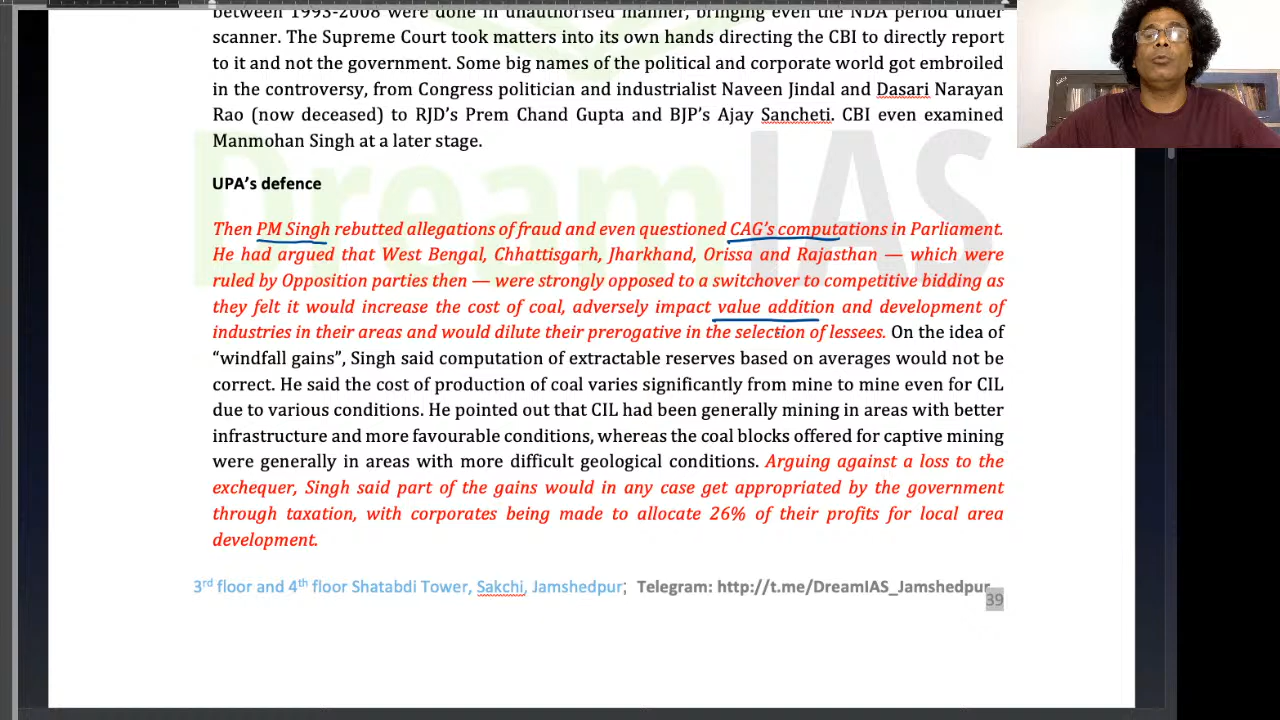 between 1993-2008 were done in unauthorised manner, bringing even the NDA period under
scanner. The Supreme Court took matters into its own hands directing the CBI to directly report
to it and not the government. Some big names of the political and corporate world got embroiled
in the controversy, from Congress politician and industrialist Naveen Jindal and Dasari Narayan
Rao (now deceased) to RJD’s Prem Chand Gupta and BJP’s Ajay Sancheti. CBI even examined
Manmohan Singh at a later stage.
UPA’s defence
Then PM Singh rebutted allegations of fraud and even questioned CAG’s computations in Parliament.
He had argued that West Bengal, Chhattisgarh, Jharkhand, Orissa and Rajasthan — which were
ruled by Opposition parties then — were strongly opposed to a switchover to competitive bidding as
they felt it would increase the cost of coal, adversely impact value addition and development of
industries in their areas and would dilute their prerogative in the selection of lessees. On the idea of
“windfall gains”, Singh said computation of extractable reserves based on averages would not be
correct. He said the cost of production of coal varies significantly from mine to mine even for CIL
due to various conditions. He pointed out that CIL had been generally mining in areas with better
infrastructure and more favourable conditions, whereas the coal blocks offered for captive mining
were generally in areas with more difficult geological conditions. Arguing against a loss to the
exchequer, Singh said part of the gains would in any case get appropriated by the government
through taxation, with corporates being made to allocate 26% of their profits for local area
development.
DreamIAS
3rd floor and 4th floor Shatabdi Tower, Sakchi, Jamshedpur; Telegram: http://t.me/DreamIAS_Jamshedpur
39